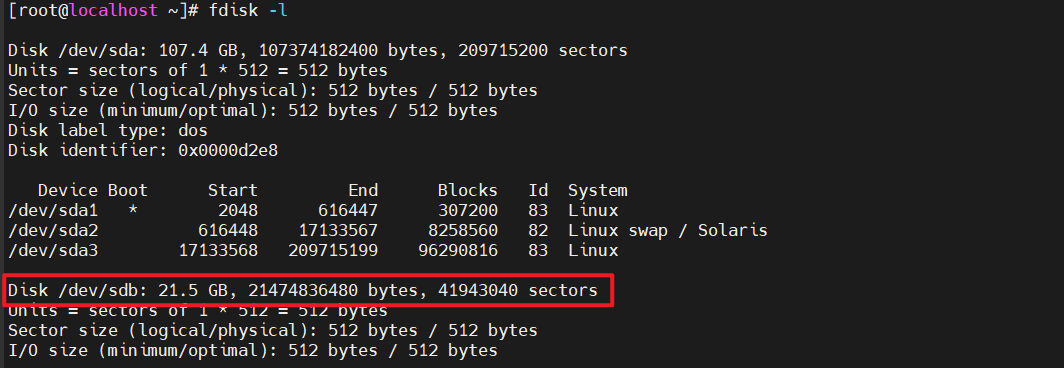 [root@localhost ~]# fdisk -l
Disk /dev/sda: 107.4 GB, 107374182400 bytes, 209715200 sectors
Units = sectors of 1 * 512 = 512 bytes
Sector size (logical/physical): 512 bytes / 512 bytes
I/O size (minimum/optimal): 512 bytes / 512 bytes
Disk label type: dos
Disk identifier: 0x0000d2e8
   Device Boot      Start         End      Blocks   Id  System
/dev/sda1   *        2048      616447      307200   83  Linux
/dev/sda2          616448    17133567     8258560   82  Linux swap / Solaris
/dev/sda3        17133568   209715199    96290816   83  Linux
Disk /dev/sdb: 21.5 GB, 21474836480 bytes, 41943040 sectors
Units = sectors of 1 * 512 = 512 bytes
Sector size (logical/physical): 512 bytes / 512 bytes
I/O size (minimum/optimal): 512 bytes / 512 bytes